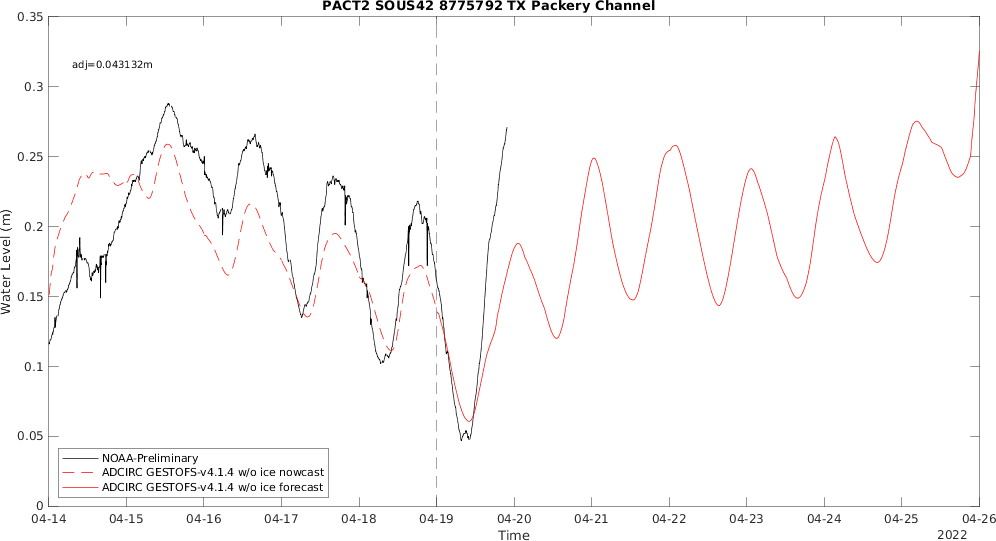 PACT2 SOUS42 8775792 TX Packery Channel
adj=0.043132m
Water Level (m)
0.35
0.3
0.25
0.2
0.15
0.1
0.05
0
NOAA-Preliminary
ADCIRC GESTOFS-v4.1.4 w/o ice nowcast
ADCIRC GESTOFS-v4.1.4 w/o ice forecast
04-14 04-15 04-16 04-17 04-18 04-19 04-20 04-21 04-22 04-23 04-24 04-25 04-26
Time
2022